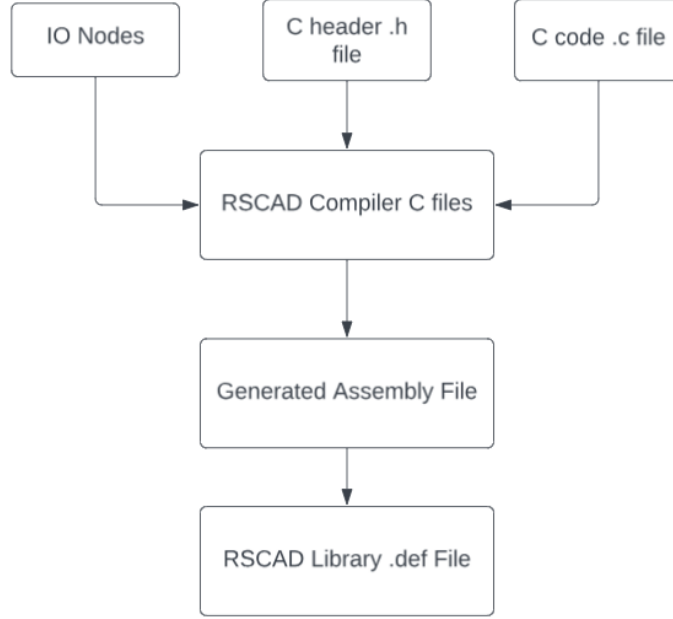 IO Nodes
C header .h
file
C code .c file
RSCAD Compiler C files
Generated Assembly File
RSCAD Library .def File